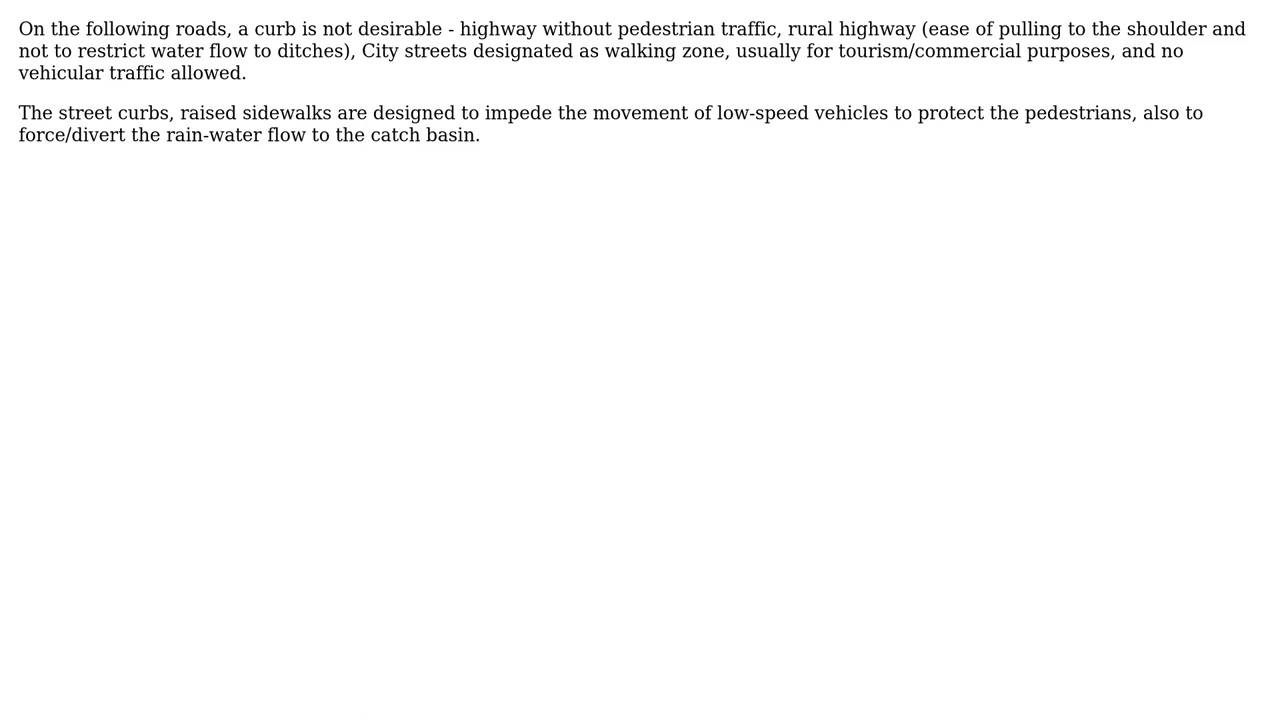 On the following roads, a curb is not desirable - highway without pedestrian traffic, rural highway (ease of pulling to the shoulder and
not to restrict water flow to ditches), City streets designated as walking zone, usually for tourism/commercial purposes, and no
vehicular traffic allowed.
The street curbs, raised sidewalks are designed to impede the movement of low-speed vehicles to protect the pedestrians, also to
force/divert the rain-water flow to the catch basin.